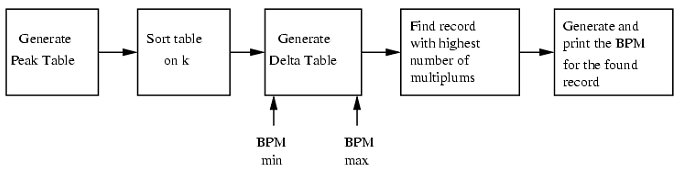 Generate
Peak Table
Sort table
on k
Generate
Delta Table
Find record
with highest
number of
multiplums
Generate and
print the BPM
for the found
record
BPM
min
BPM
max